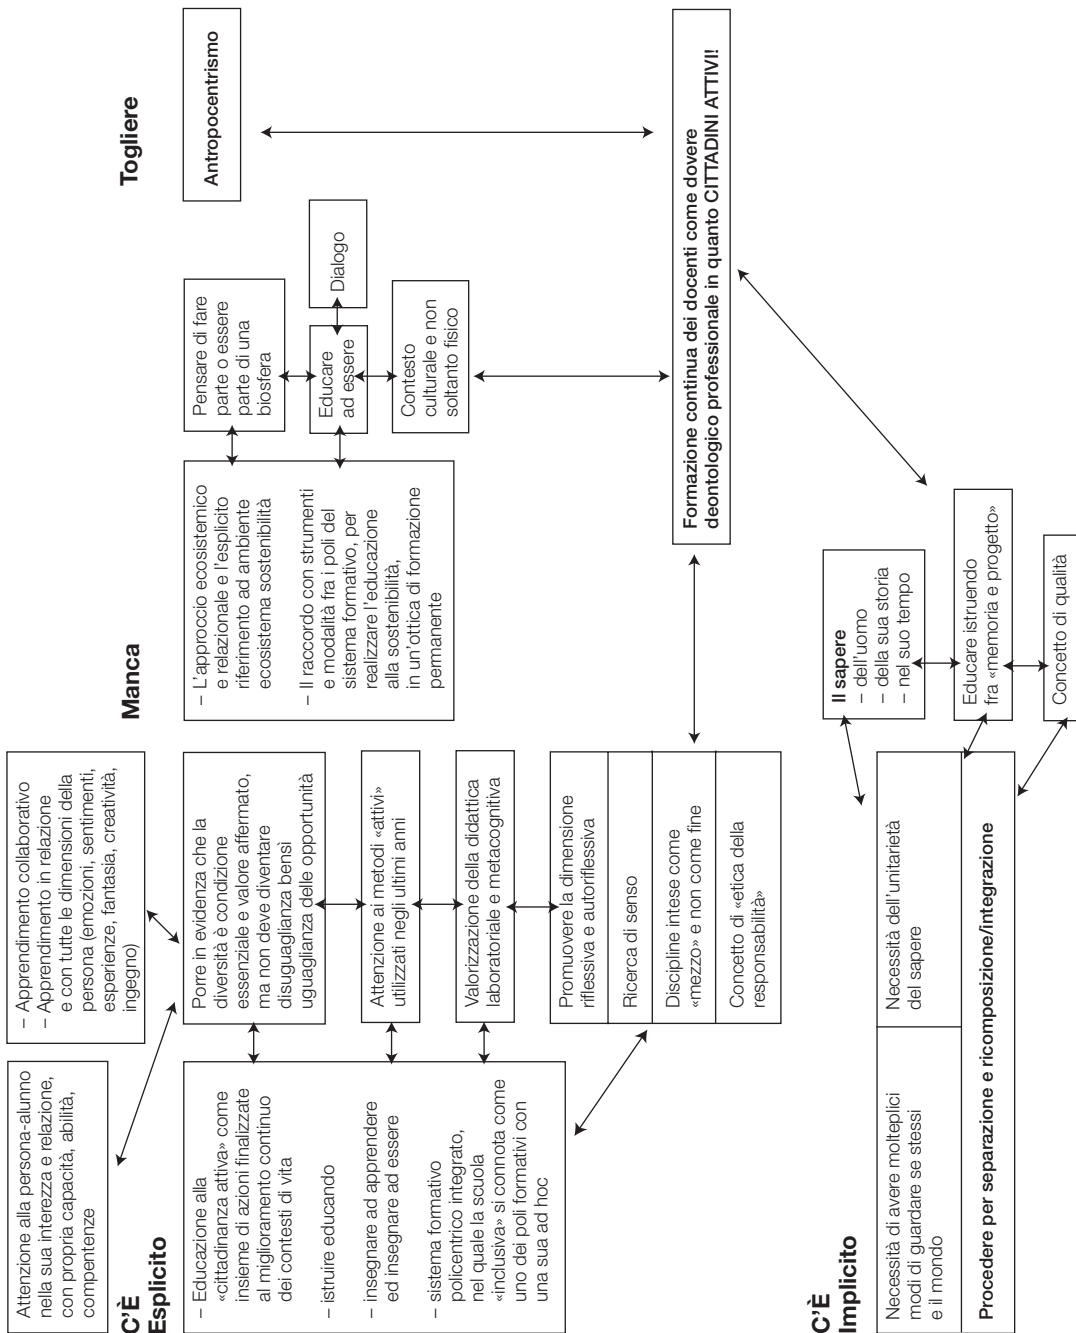 C'È
Esplicito
Attenzione alla persona-alunno
nella sua interezza e relazione,
con propria capacità, abilità,
compentenze
– Apprendimento collaborativo
– Apprendimento in relazione
e con tutte le dimensioni della
persona (emozioni, sentimenti,
esperienze, fantasia, creatività,
ingegno)
– Educazione alla
«cittadinanza attiva» come
insieme di azioni finalizzate
al miglioramento continuo
dei contesti di vita
– istruire educando
– insegnare ad apprendere
ed insegnare ad essere
– sistema formativo
policentrico integrato,
nel quale la scuola
«inclusiva» si connota come
uno dei poli formativi con
una sua ad hoc
Porre in evidenza che la
diversità è condizione
essenziale e valore affermato,
ma non deve diventare
disuguaglianza bensì
uguaglianza delle opportunità
Attenzione ai metodi «attivi»
utilizzati negli ultimi anni
Valorizzazione della didattica
laboratoriale e metacognitiva
Promuovere la dimensione
riflessiva e autoriflessiva
Ricerca di senso
Discipline intese come
«mezzo» e non come fine
Concetto di «etica della
responsabilità»
Manca
– L'approccio ecosistemico
e relazionale e l'esplicito
riferimento ad ambiente
ecosistema sostenibilità
– Il raccordo con strumenti
e modalità fra i poli del
sistema formativo, per
realizzare l'educazione
alla sostenibilità,
in un'ottica di formazione
permanente
Pensare di fare
parte o essere
parte di una
biosfera
Educare
ad essere
Dialogo
Contesto
culturale e non
soltanto fisico
Togliere
Antropocentrismo
Formazione continua dei docenti come dovere
deontologico professionale in quanto CITTADINI ATTIVI!
C'È
Implicito
Necessità di avere molteplici
modi di guardare se stessi
e il mondo
Necessità dell'unitarietà
del sapere
Procedere per separazione e ricomposizione/integrazione
Il sapere
– dell'uomo
– della sua storia
– nel suo tempo
Educare istruendo
fra «memoria e progetto»
Concetto di qualità